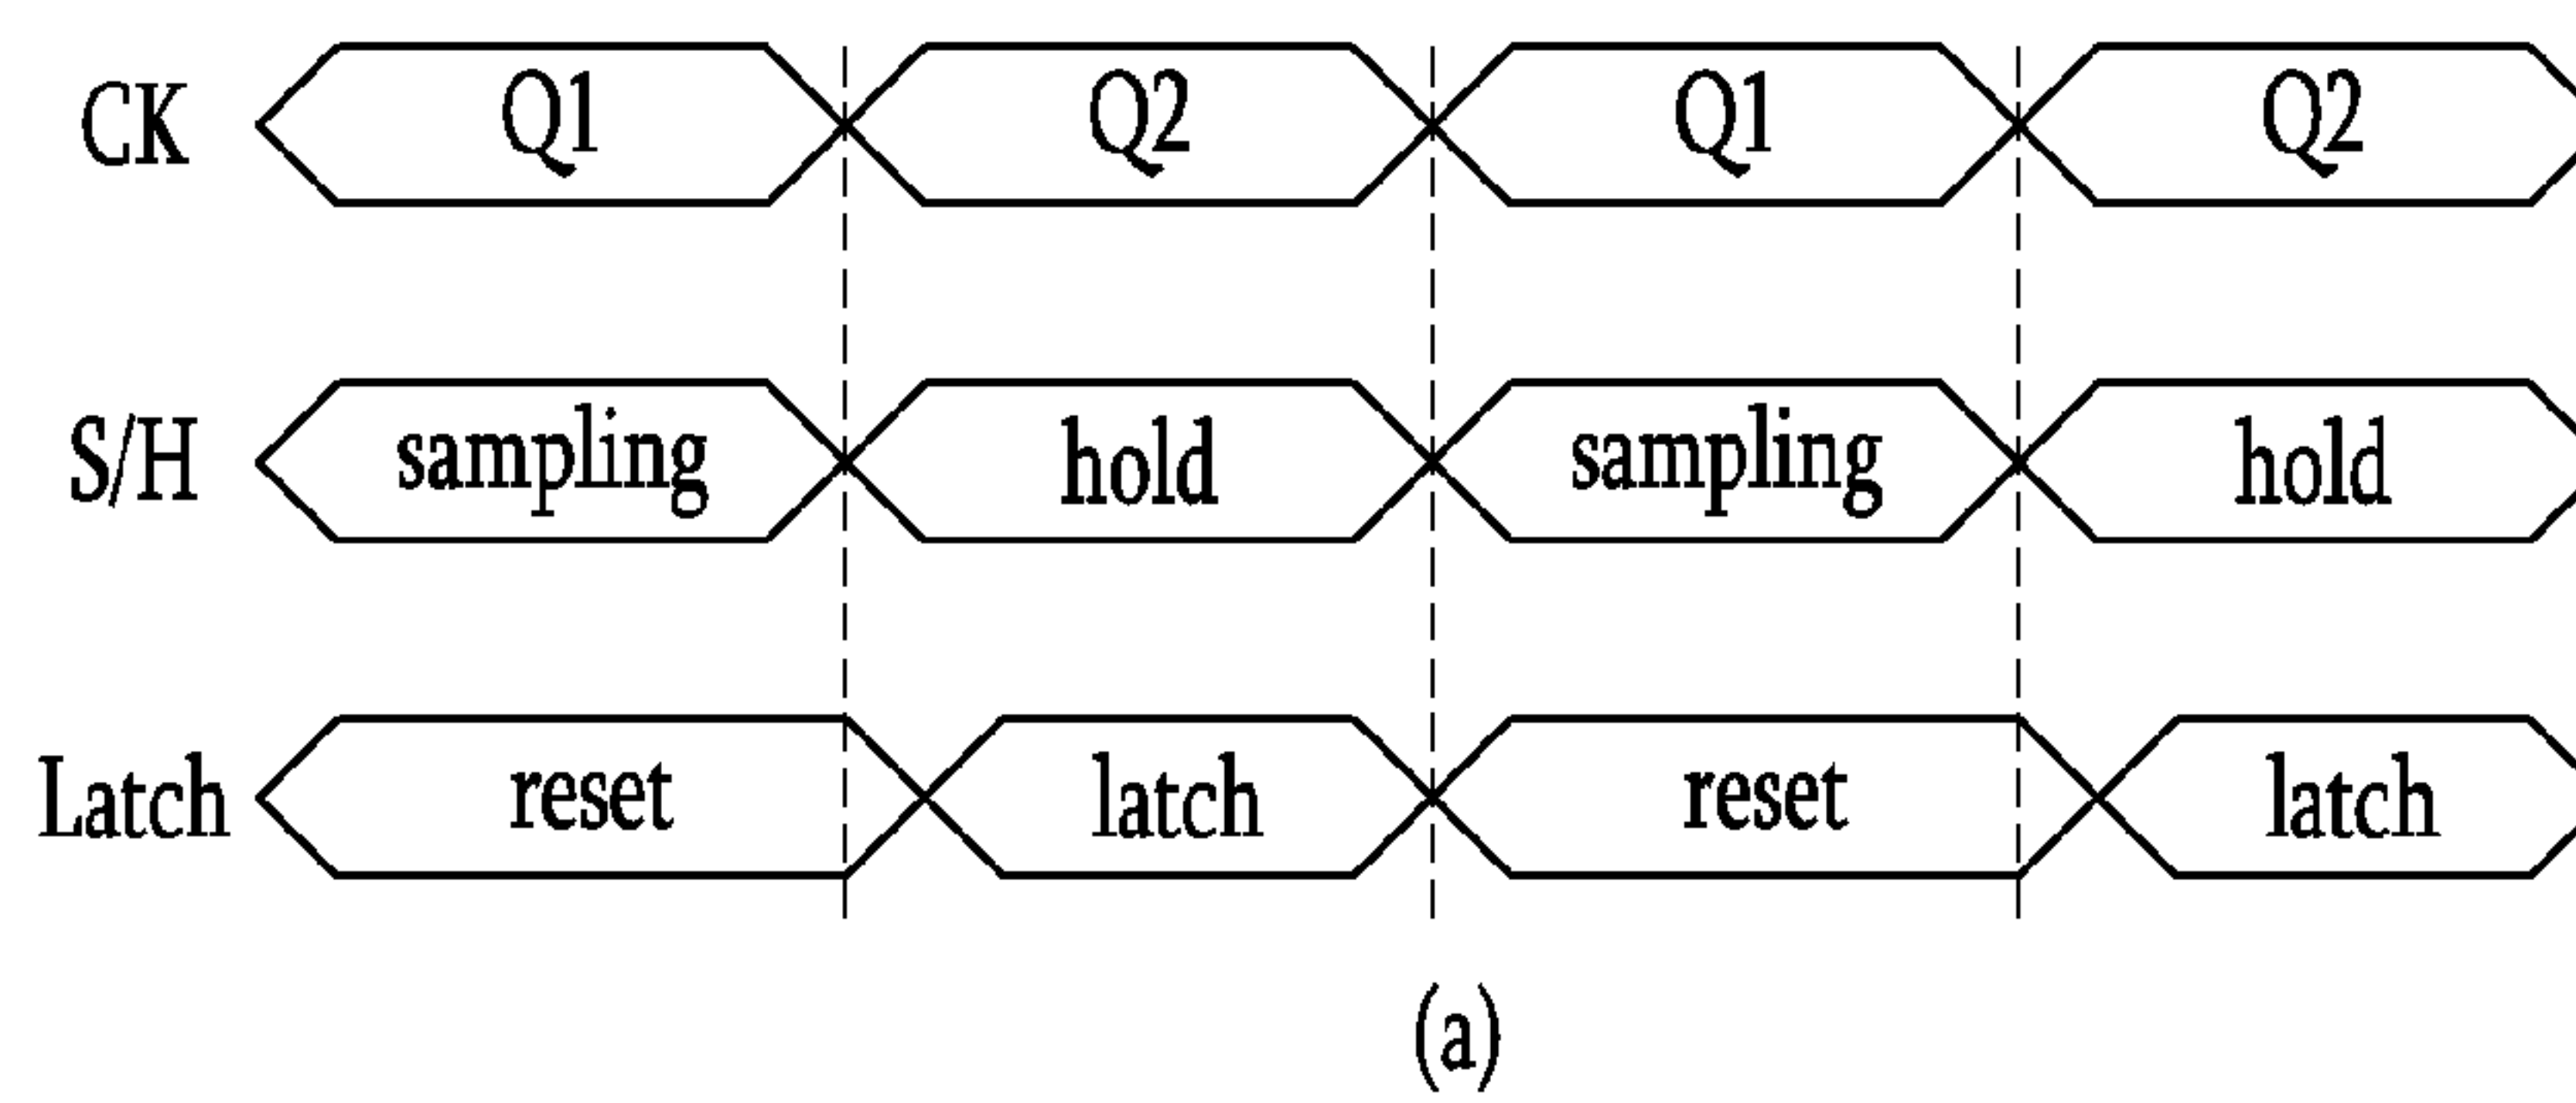 CK Q1 Q2 Q1 Q2
S/H sampling hold sampling hold
Latch reset latch reset latch
(a)